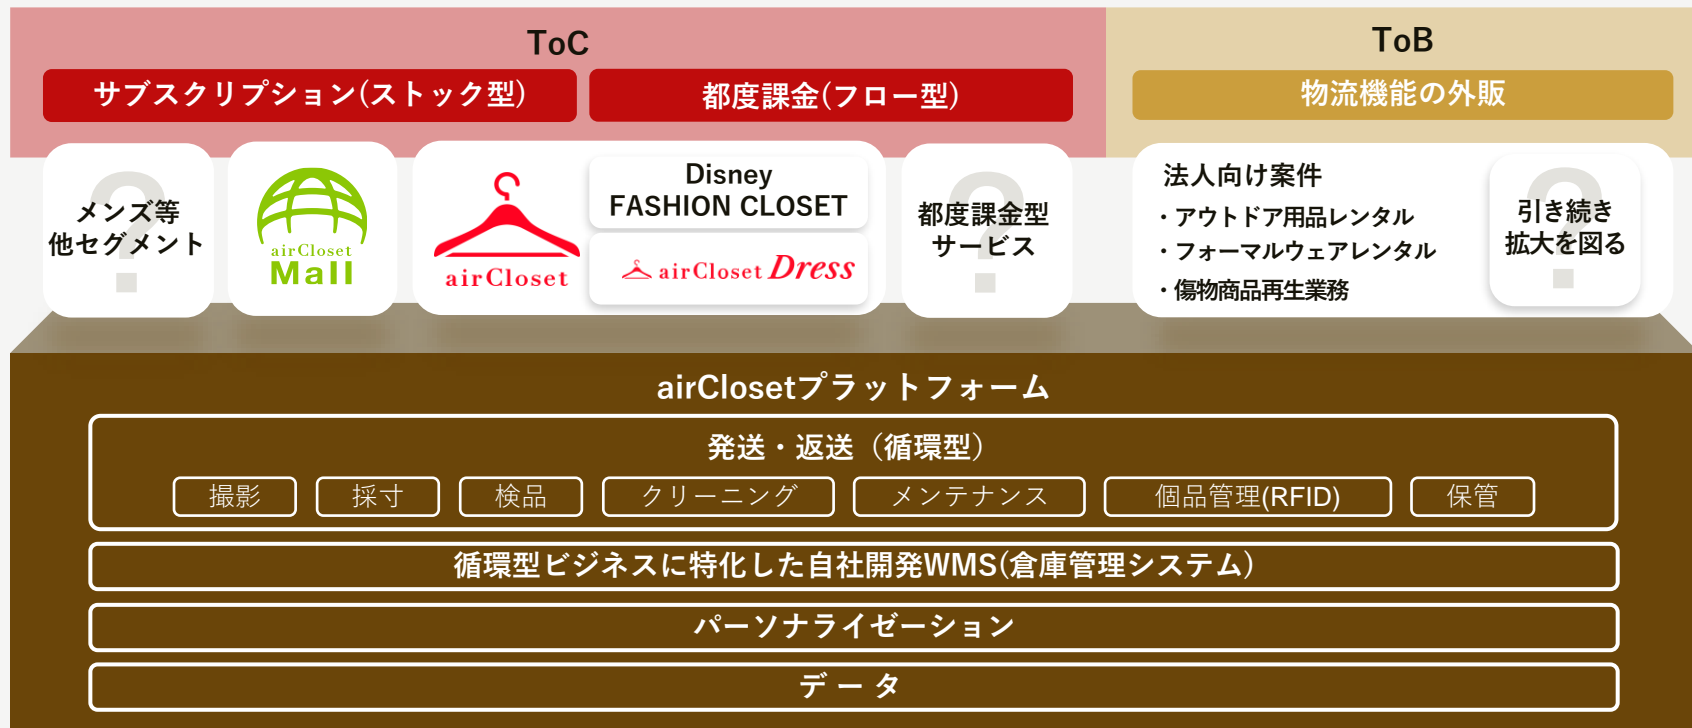 ToC
サブスクリプション(ストック型)
都度課金(フロー型)
ToB
物流機能の外販
?
メンズ等
他セグメント
airCloset
Mall
airCloset
Disney
FASHION CLOSET
airCloset Dress
?
都度課金型
サービス
法人向け案件
・アウトドア用品レンタル
・フォーマルウェアレンタル
・傷物商品再生業務
?
引き続き
拡大を図る
airClosetプラットフォーム
発送・返送（循環型）
撮影
採寸
検品
クリーニング
メンテナンス
個品管理(RFID)
保管
循環型ビジネスに特化した自社開発WMS(倉庫管理システム)
パーソナライゼーション
データ